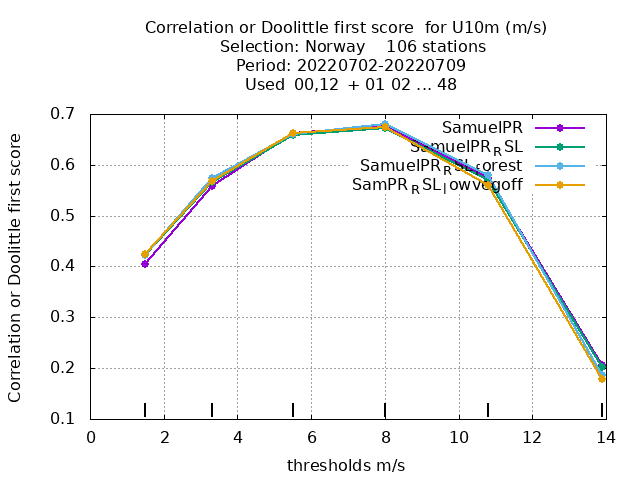 Correlation or Doolittle first score  for U10m (m/s)
Selection: Norway    106 stations
Period: 20220702-20220709
Used  00,12  + 01 02 ... 48
Correlation or Doolittle first score
0.7
0.6
0.5
0.4
0.3
0.2
0.1
SamuelPR
SamuelPR_RSL
SamuelPR_RSL_forest
SamPR_RSL_lowvegoff
0 2 4 6 8 10 12 14
thresholds m/s